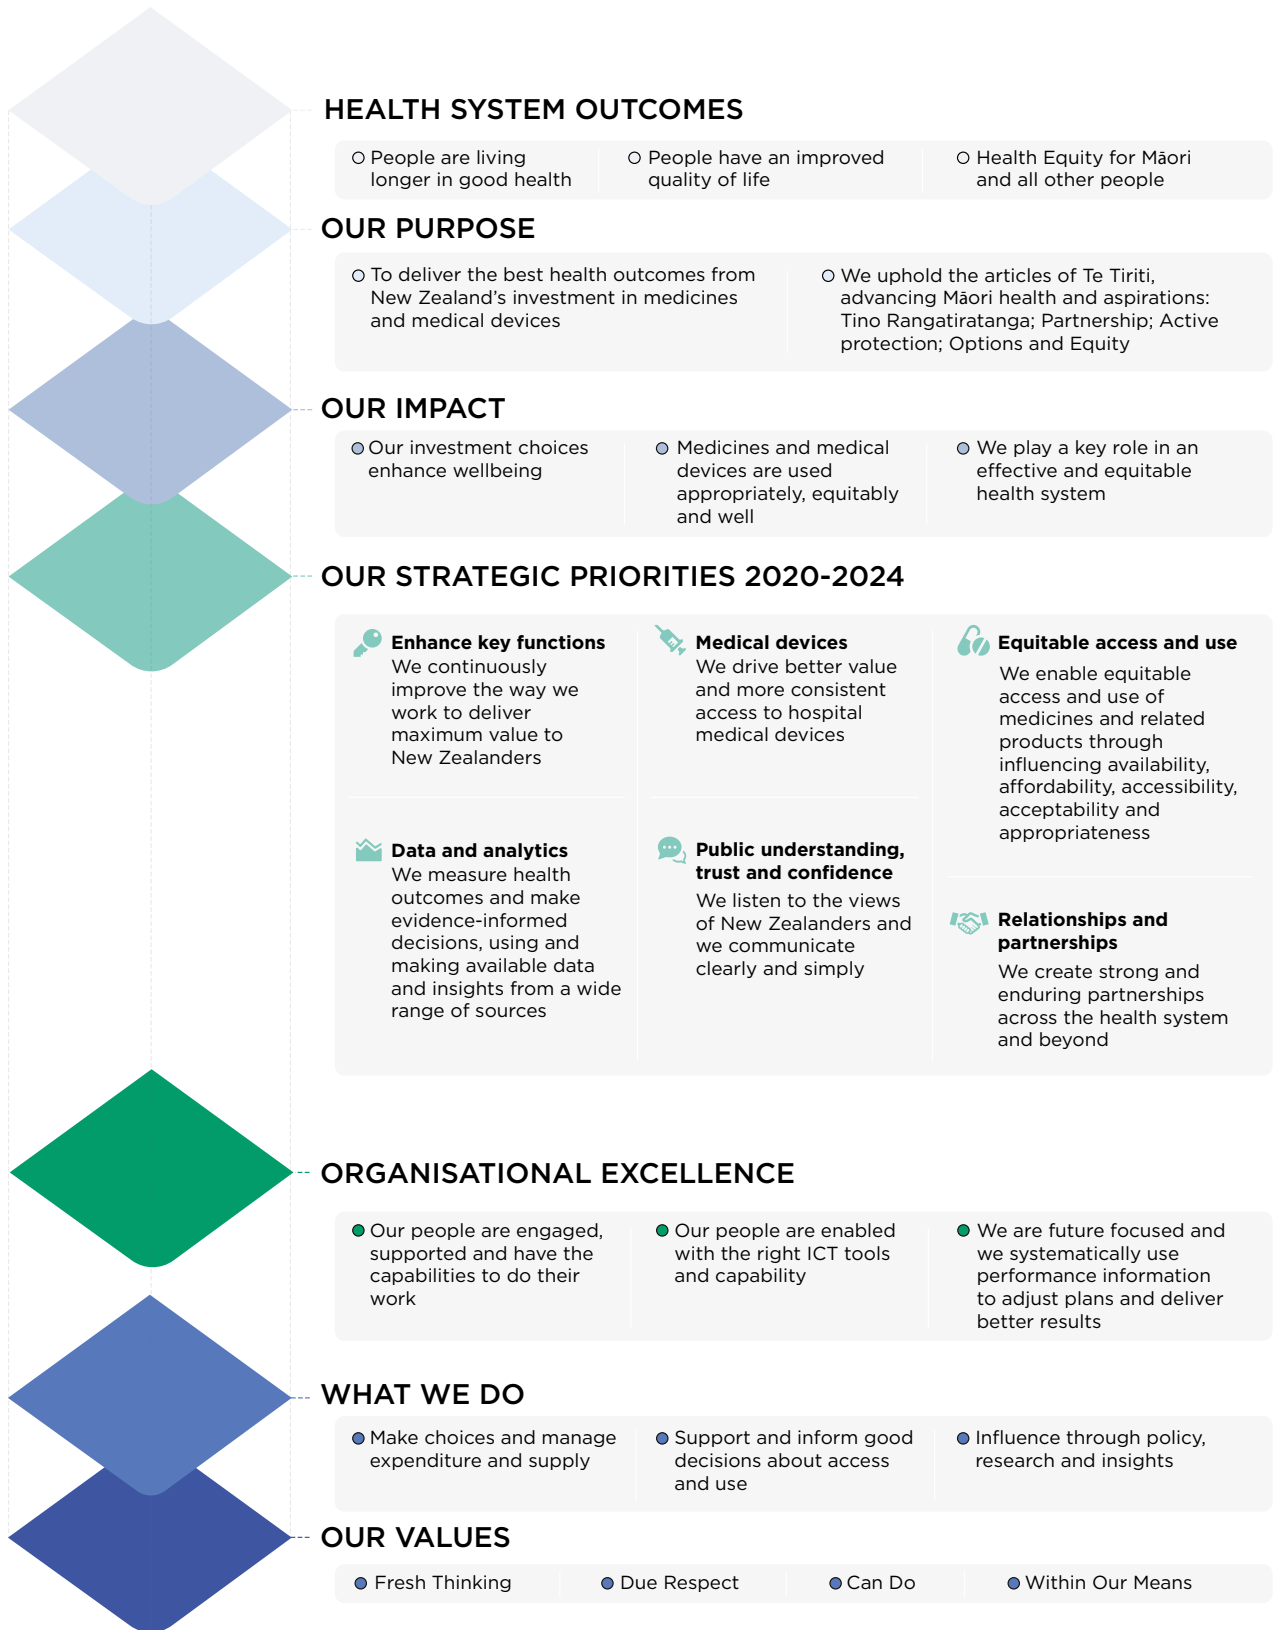 HEALTH SYSTEM OUTCOMES
People are living
longer in good health
People have an improved
quality of life
Health Equity for Māori
and all other people
OUR PURPOSE
To deliver the best health outcomes from
New Zealand’s investment in medicines
and medical devices
We uphold the articles of Te Tiriti,
advancing Māori health and aspirations:
Tino Rangatiratanga; Partnership; Active
protection; Options and Equity
OUR IMPACT
Our investment choices
enhance wellbeing
Medicines and medical
devices are used
appropriately, equitably
and well
We play a key role in an
effective and equitable
health system
OUR STRATEGIC PRIORITIES 2020-2024
Enhance key functions
We continuously
improve the way we
work to deliver
maximum value to
New Zealanders
Medical devices
We drive better value
and more consistent
access to hospital
medical devices
Equitable access and use
We enable equitable
access and use of
medicines and related
products through
influencing availability,
affordability, accessibility,
acceptability and
appropriateness
Data and analytics
We measure health
outcomes and make
evidence-informed
decisions, using and
making available data
and insights from a wide
range of sources
Public understanding,
trust and confidence
We listen to the views
of New Zealanders and
we communicate
clearly and simply
Relationships and
partnerships
We create strong and
enduring partnerships
across the health system
and beyond
ORGANISATIONAL EXCELLENCE
Our people are engaged,
supported and have the
capabilities to do their
work
Our people are enabled
with the right ICT tools
and capability
We are future focused and
we systematically use
performance information
to adjust plans and deliver
better results
WHAT WE DO
Make choices and manage
expenditure and supply
Support and inform good
decisions about access
and use
Influence through policy,
research and insights
OUR VALUES
Fresh Thinking
Due Respect
Can Do
Within Our Means